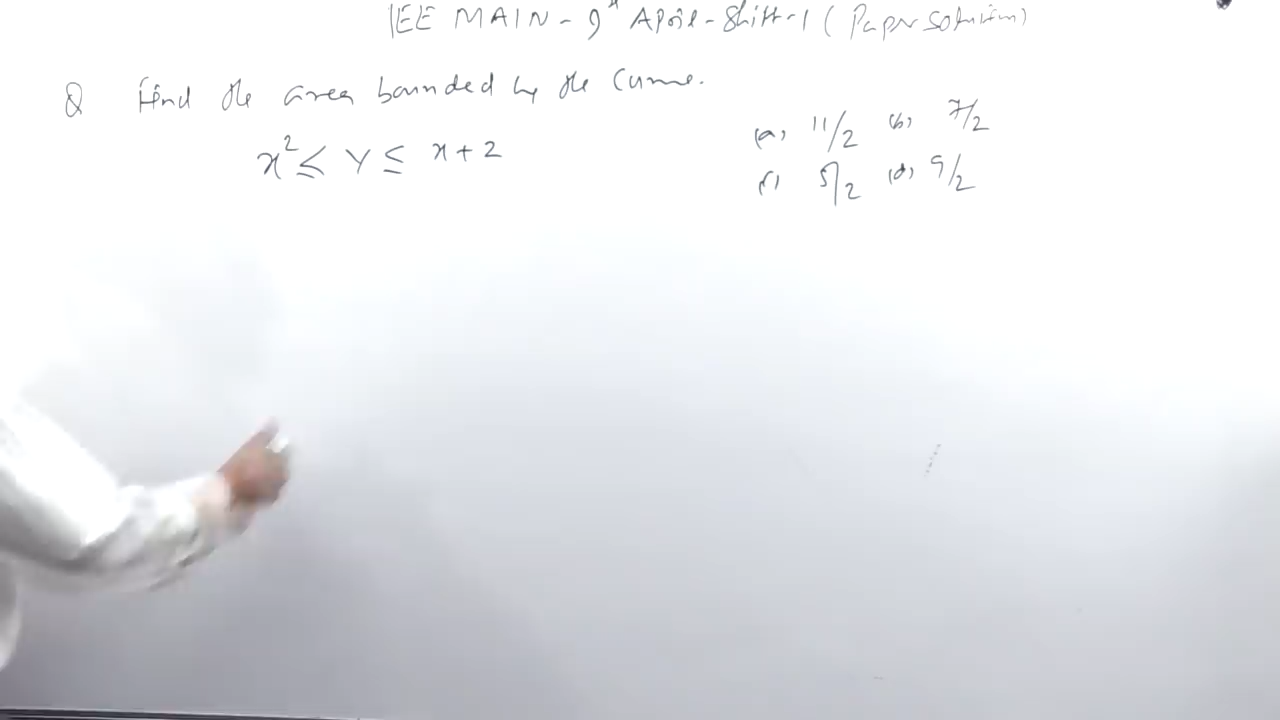 JEE MAIN - 9th April - Shift-1 (Paper solution)
Q Find the area bounded by the Curve.
x² ≤ Y ≤ x + 2
(a) 11/2 (b) 7/2
(c) 5/2 (d) 9/2